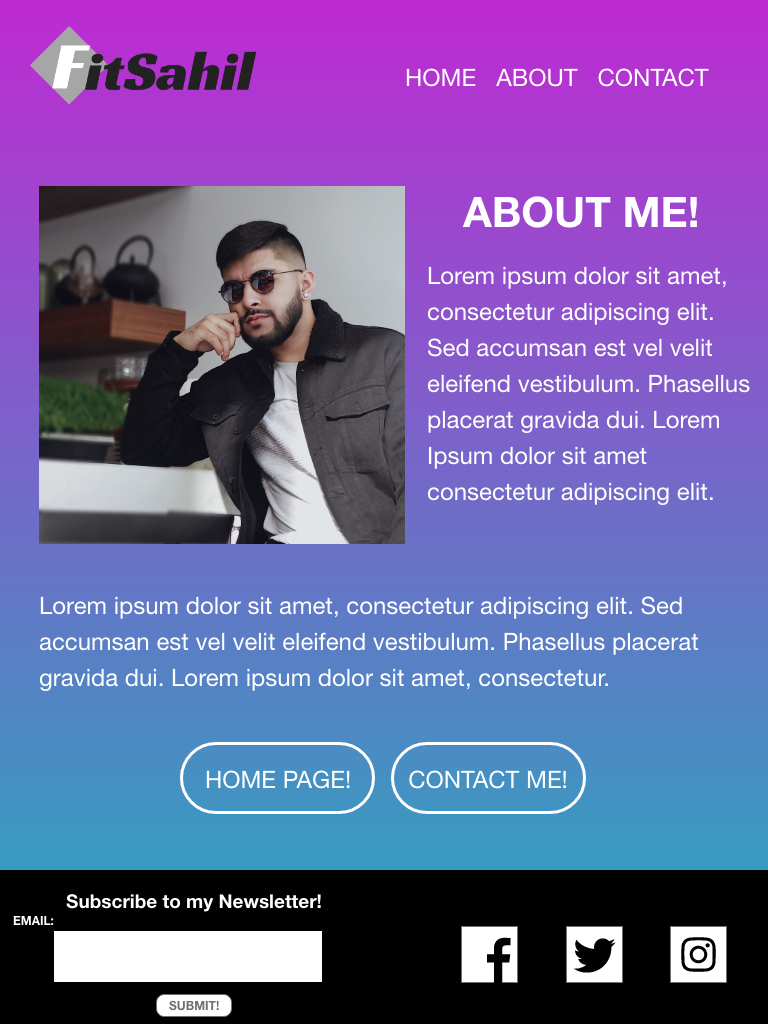 FitSahil
HOME ABOUT CONTACT
ABOUT ME!
Lorem ipsum dolor sit amet,
consectetur adipiscing elit.
Sed accumsan est vel velit
eleifend vestibulum. Phasellus
placerat gravida dui. Lorem
Ipsum dolor sit amet
consectetur adipiscing elit.
Lorem ipsum dolor sit amet, consectetur adipiscing elit. Sed
accumsan est vel velit eleifend vestibulum. Phasellus placerat
gravida dui. Lorem ipsum dolor sit amet, consectetur.
HOME PAGE! CONTACT ME!
Subscribe to my Newsletter!
EMAIL:
SUBMIT!